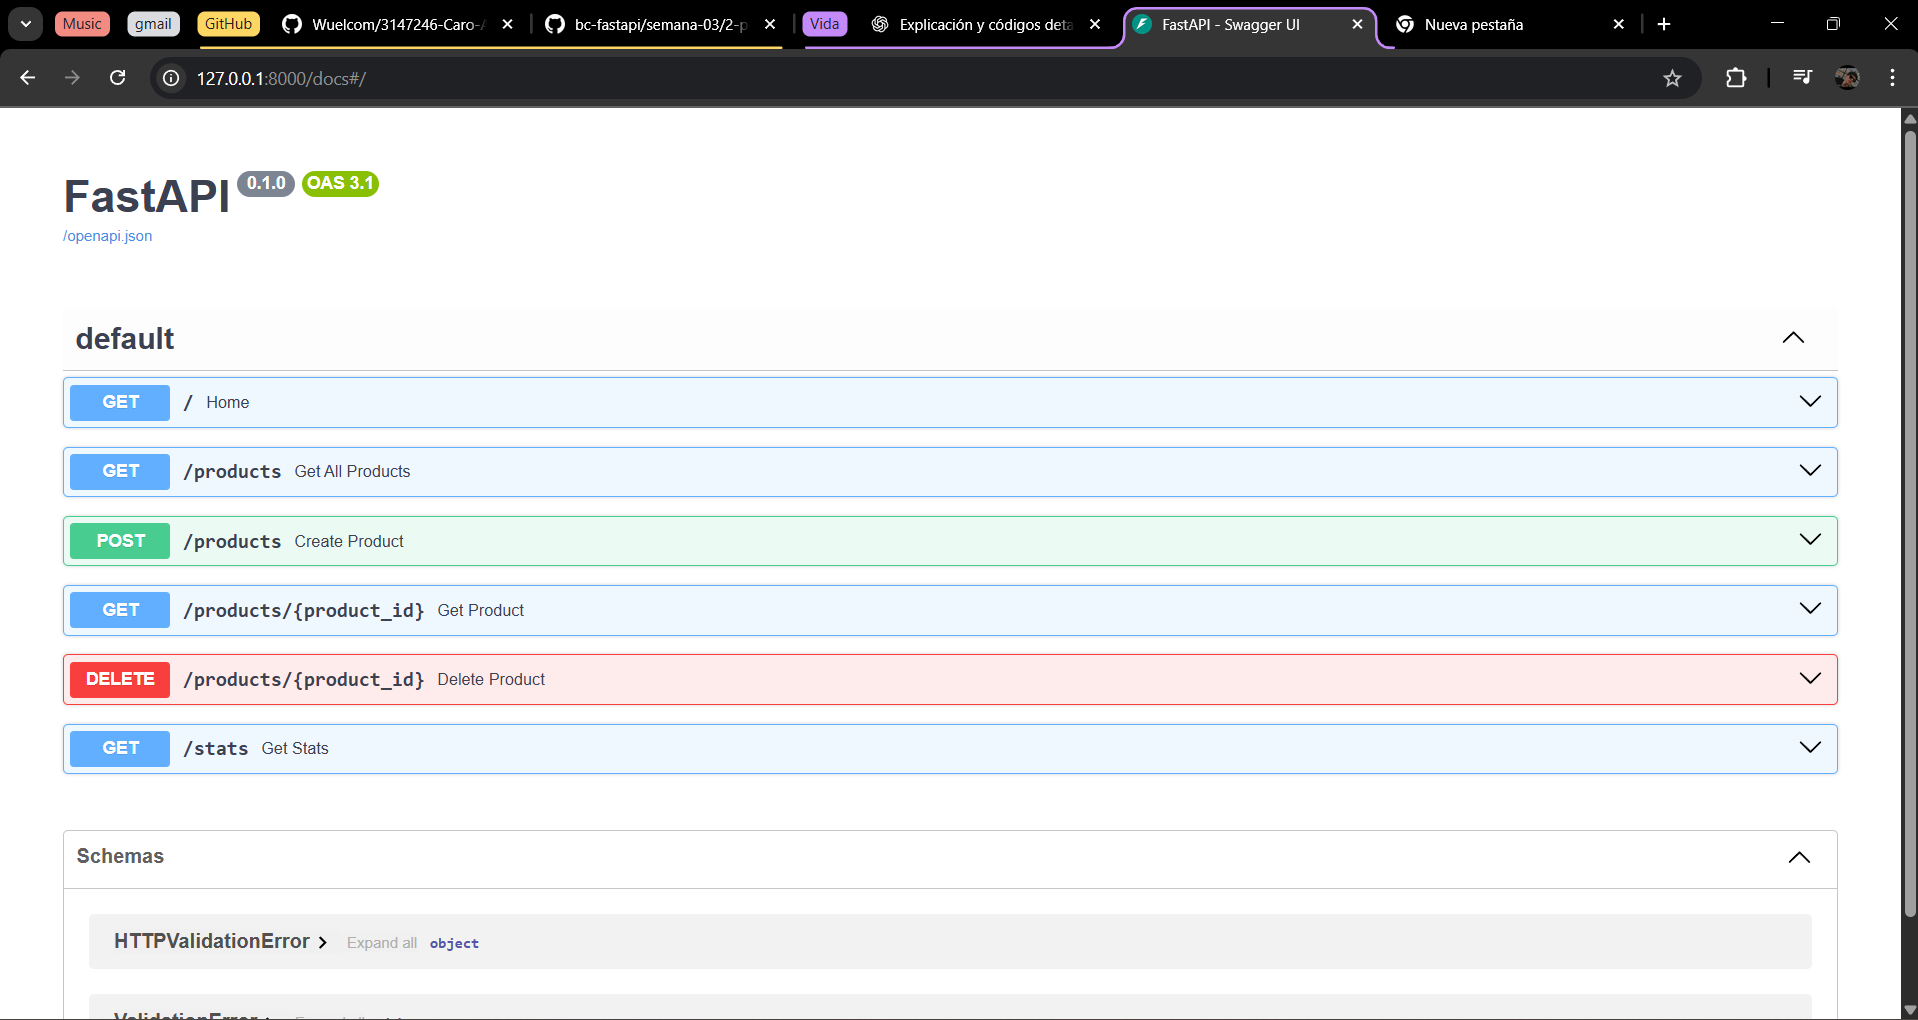 Music gmail GitHub Wuelcom/3147246-Caro- bc-fastapi/semana-03/2-p Vida Explicación y códigos deta FastAPI - Swagger UI Nueva pestaña
127.0.0.1:8000/docs#/
FastAPI 0.1.0 OAS 3.1
/openapi.json
default
GET / Home
GET /products Get All Products
POST /products Create Product
GET /products/{product_id} Get Product
DELETE /products/{product_id} Delete Product
GET /stats Get Stats
Schemas
HTTPValidationError Expand all object
ValidationError